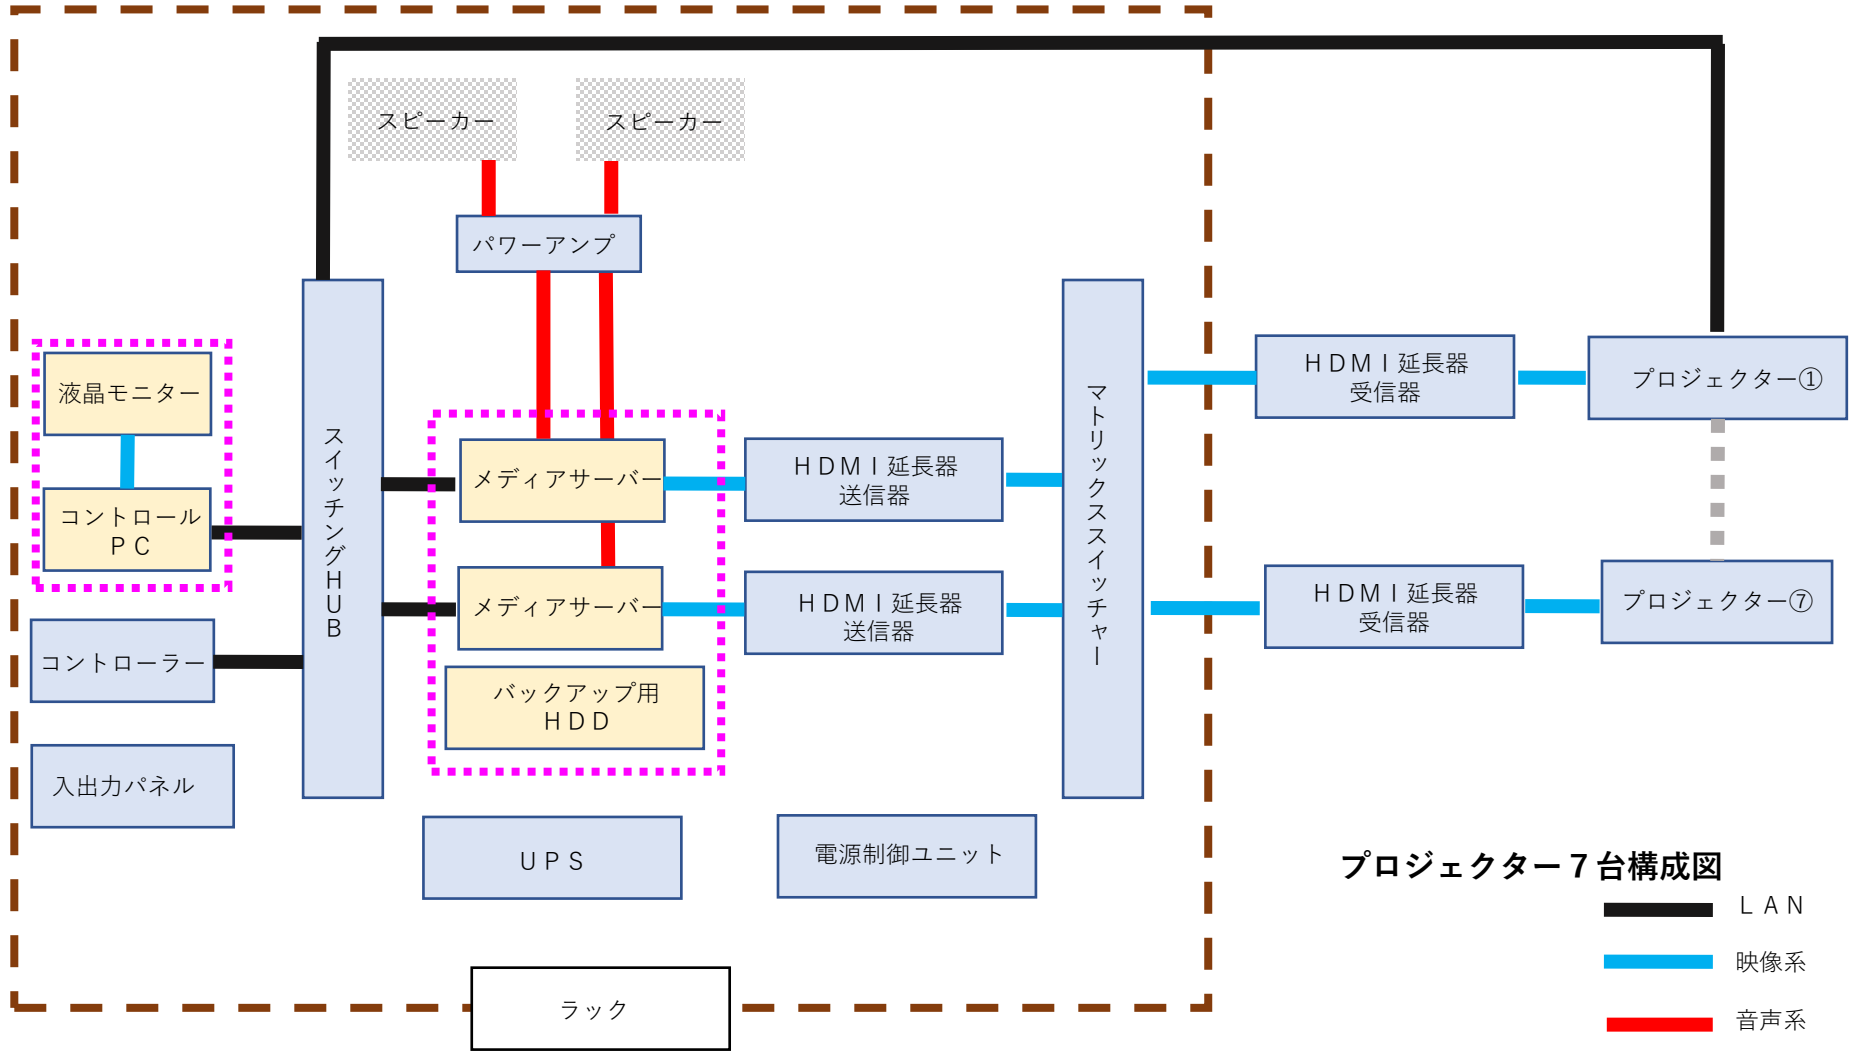 スピーカー
スピーカー
パワーアンプ
液晶モニター
コントロール
ＰＣ
コントローラー
入出力パネル
スイッチングＨＵＢ
メディアサーバー
メディアサーバー
バックアップ用
ＨＤＤ
ＨＤＭＩ延長器
送信器
ＨＤＭＩ延長器
送信器
マトリックススイッチャー
ＨＤＭＩ延長器
受信器
ＨＤＭＩ延長器
受信器
プロジェクター①
プロジェクター⑦
ＵＰＳ
電源制御ユニット
ラック
プロジェクター７台構成図
ＬＡＮ
映像系
音声系